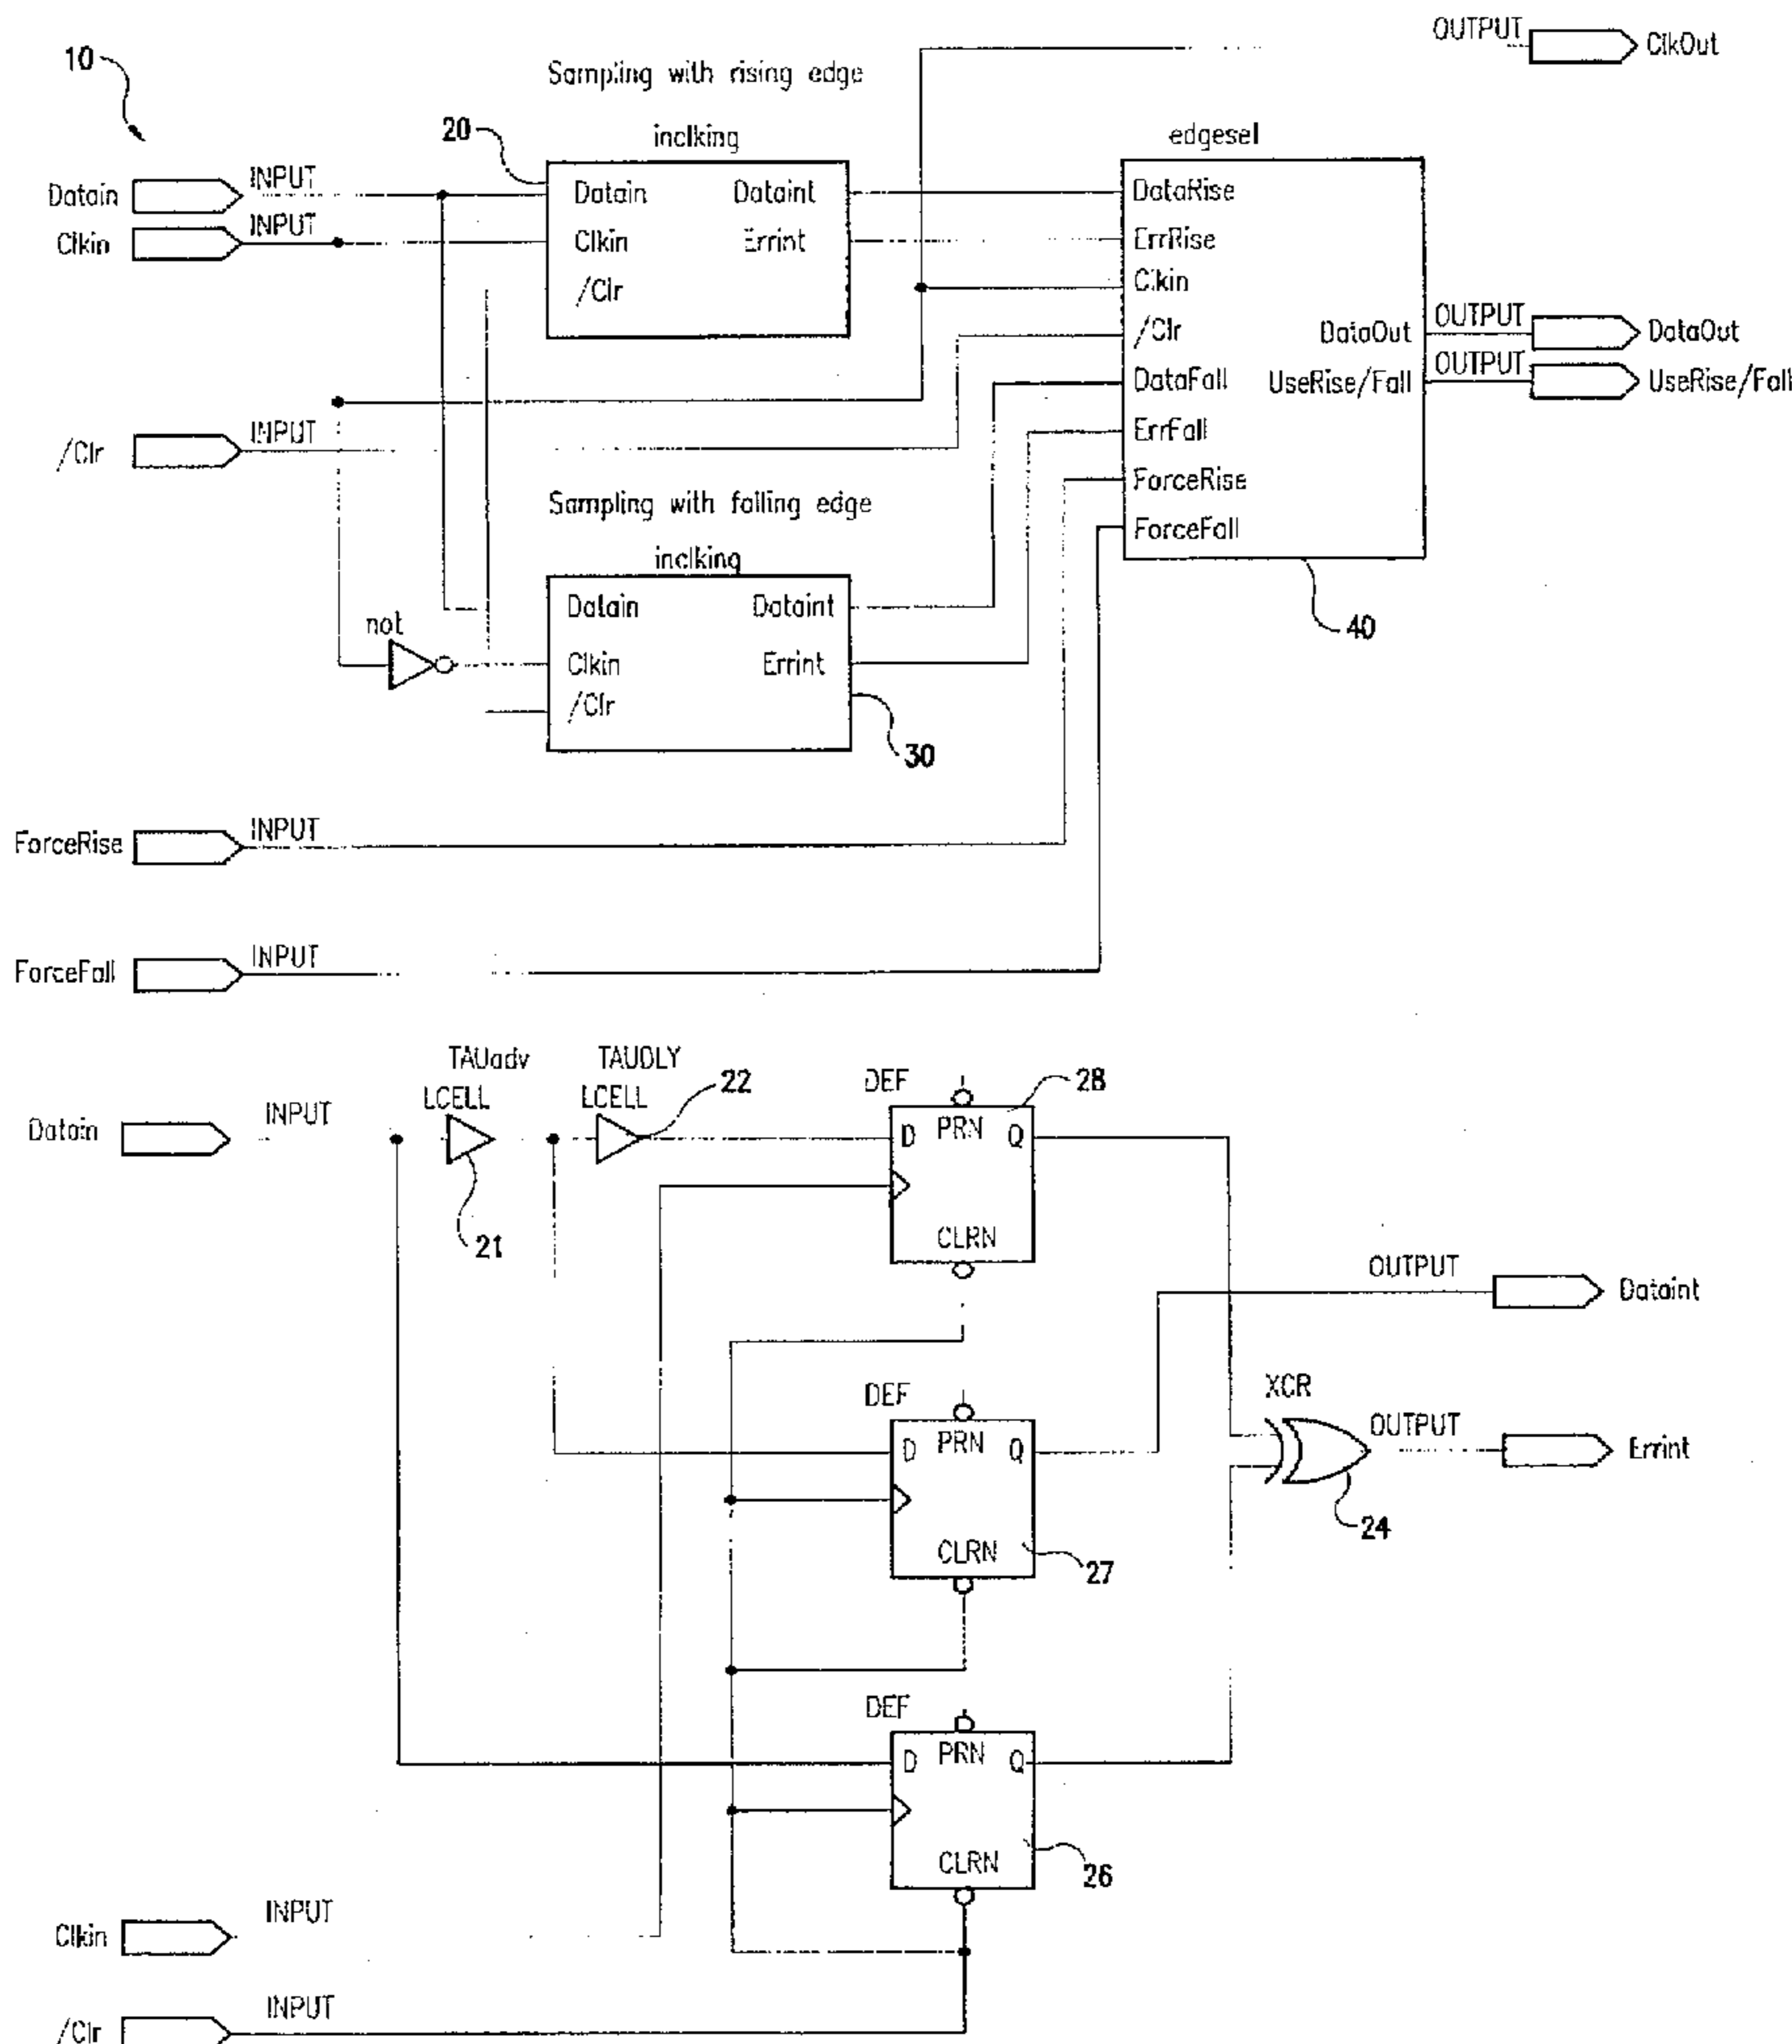 OUTPUT
ClkOut
10
Sampling with rising edge
20
inclking
edgesel
Datain
INPUT
Datain
Dataint
DataRise
Clkin
INPUT
Clkin
Errint
ErrRise
/Clr
Clkin
/Clr
DataOut
OUTPUT
DataOut
DataFall
UseRise/Fall
OUTPUT
UseRise/Fall
/Clr
INPUT
ErrFall
ForceRise
Sampling with falling edge
ForceFall
inclking
Datain
Dataint
not
40
Clkin
Errint
/Clr
30
ForceRise
INPUT
ForceFall
INPUT
TAUadv
TAUDLY
22
DEF
28
LCELL
LCELL
Datain
INPUT
D
PRN
Q
21
CLRN
OUTPUT
Dataint
DEF
XCR
D
PRN
Q
OUTPUT
Errint
24
CLRN
27
DEF
D
PRN
Q
CLRN
26
Clkin
INPUT
/Clr
INPUT